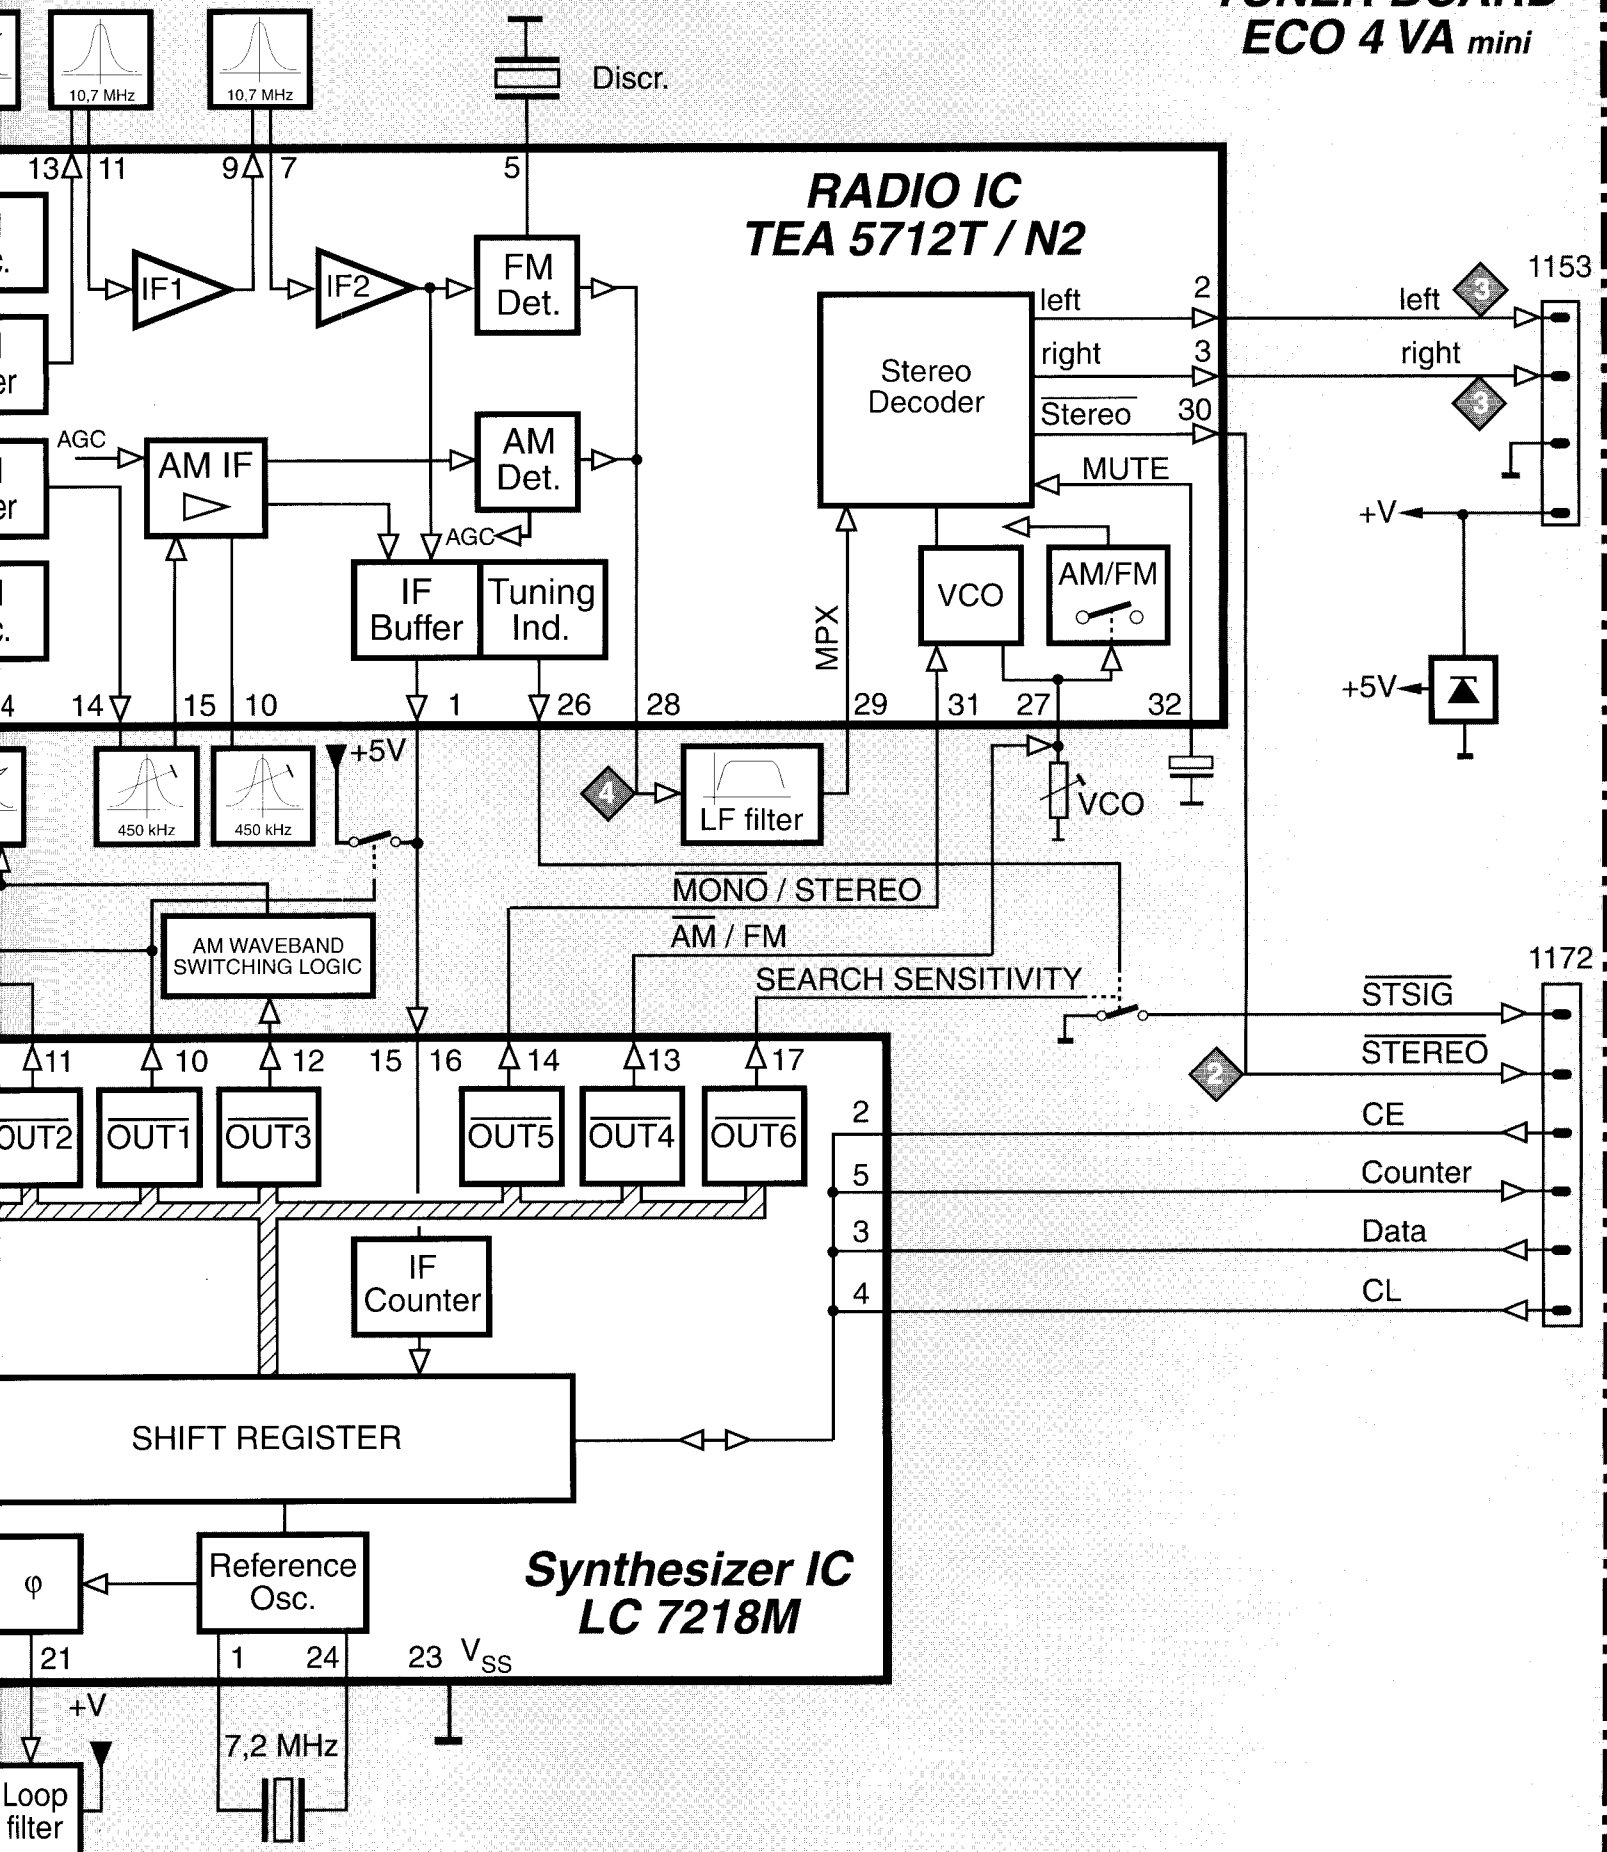 TUNER BOARD
ECO 4 VA mini
10,7 MHz
10,7 MHz
Discr.
13 11 9 7 5
RADIO IC
TEA 5712T / N2
IF1
IF2
FM
Det.
1153
Stereo
Decoder
left
2
left
3
right
3
right
3
Stereo
30
MUTE
+V
+5V
er
AGC
AM IF
AM
Det.
AGC
er
IF
Buffer
Tuning
Ind.
MPX
VCO
AM/FM
4 14 15 10 1 26 28 29 31 27 32
450 kHz
450 kHz
+5V
4
LF filter
VCO
MONO / STEREO
AM / FM
SEARCH SENSITIVITY
AM WAVEBAND
SWITCHING LOGIC
1172
STSIG
STEREO
2
CE
Counter
Data
CL
11 10 12 15 16 14 13 17
OUT2
OUT1
OUT3
OUT5
OUT4
OUT6
2
5
3
4
IF
Counter
SHIFT REGISTER
φ
Reference
Osc.
Synthesizer IC
LC 7218M
21 1 24 23 VSS
+V
7,2 MHz
Loop
filter